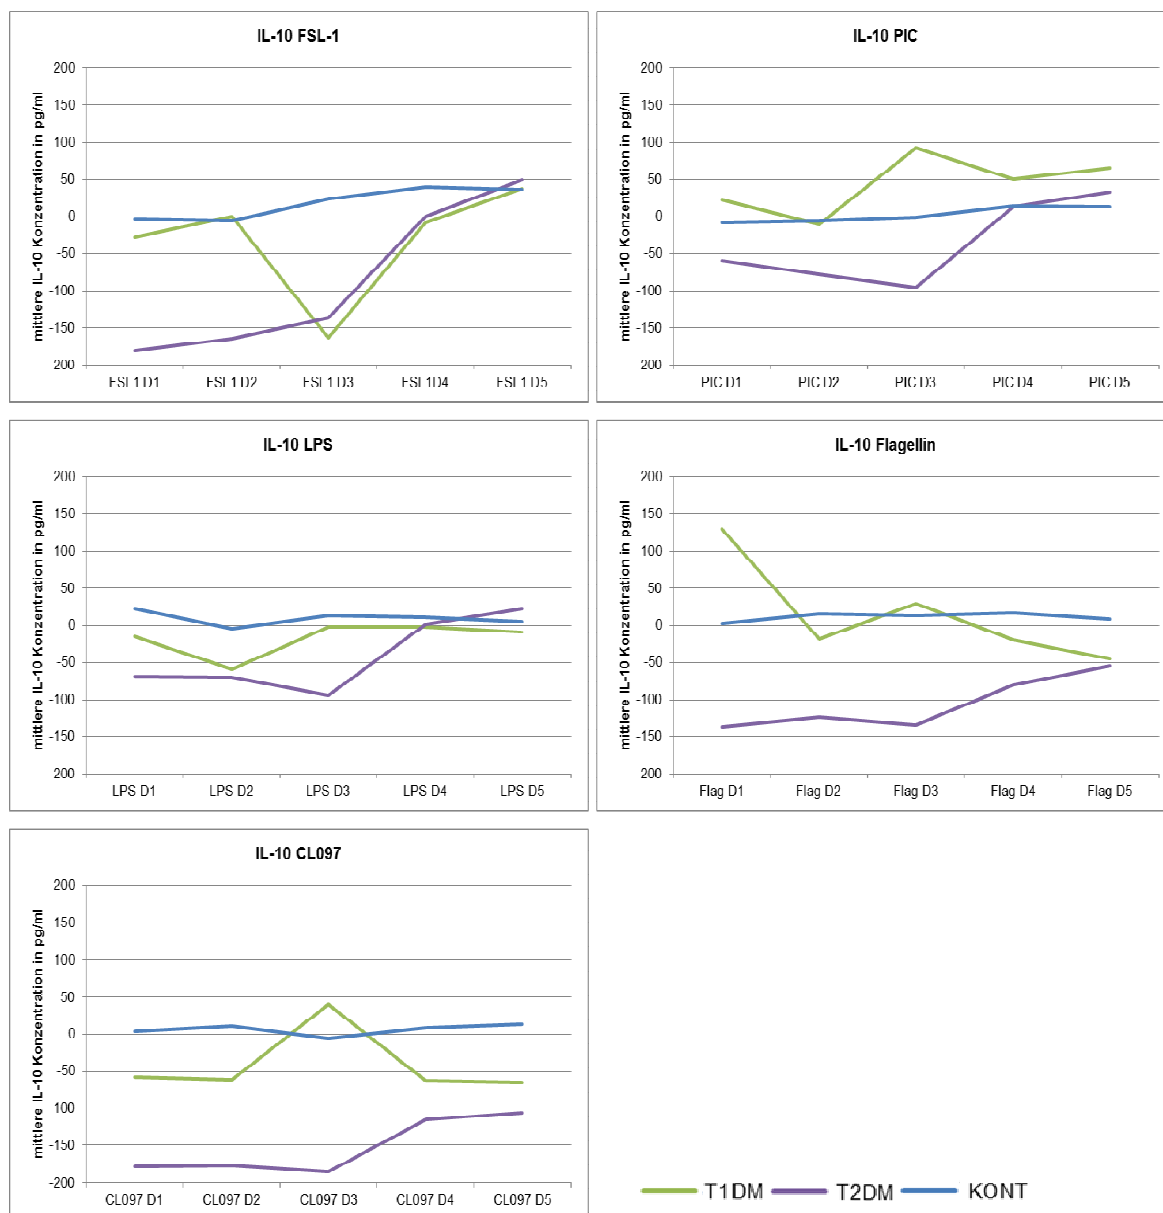 IL-10 FSL-1
mittlere IL-10 Konzentration in pg/ml
200
150
100
50
0
-50
-100
-150
200
FSL1D1 FSL1D2 FSL1D3 FSL1D4 FSL1D5
IL-10 PIC
mittlere IL-10 Konzentration in pg/ml
200
150
100
50
0
-50
-100
-150
200
PIC D1 PIC D2 PIC D3 PIC D4 PIC D5
IL-10 LPS
mittlere IL-10 Konzentration in pg/ml
200
150
100
50
0
-50
-100
-150
200
LPS D1 LPS D2 LPS D3 LPS D4 LPS D5
IL-10 Flagellin
mittlere IL-10 Konzentration in pg/ml
200
150
100
50
0
-50
-100
-150
200
Flag D1 Flag D2 Flag D3 Flag D4 Flag D5
IL-10 CL097
mittlere IL-10 Konzentration in pg/ml
200
150
100
50
0
-50
100
-150
-200
CL097 D1 CL097 D2 CL097 D3 CL097 D4 CL097 D5
T1DM T2DM KONT